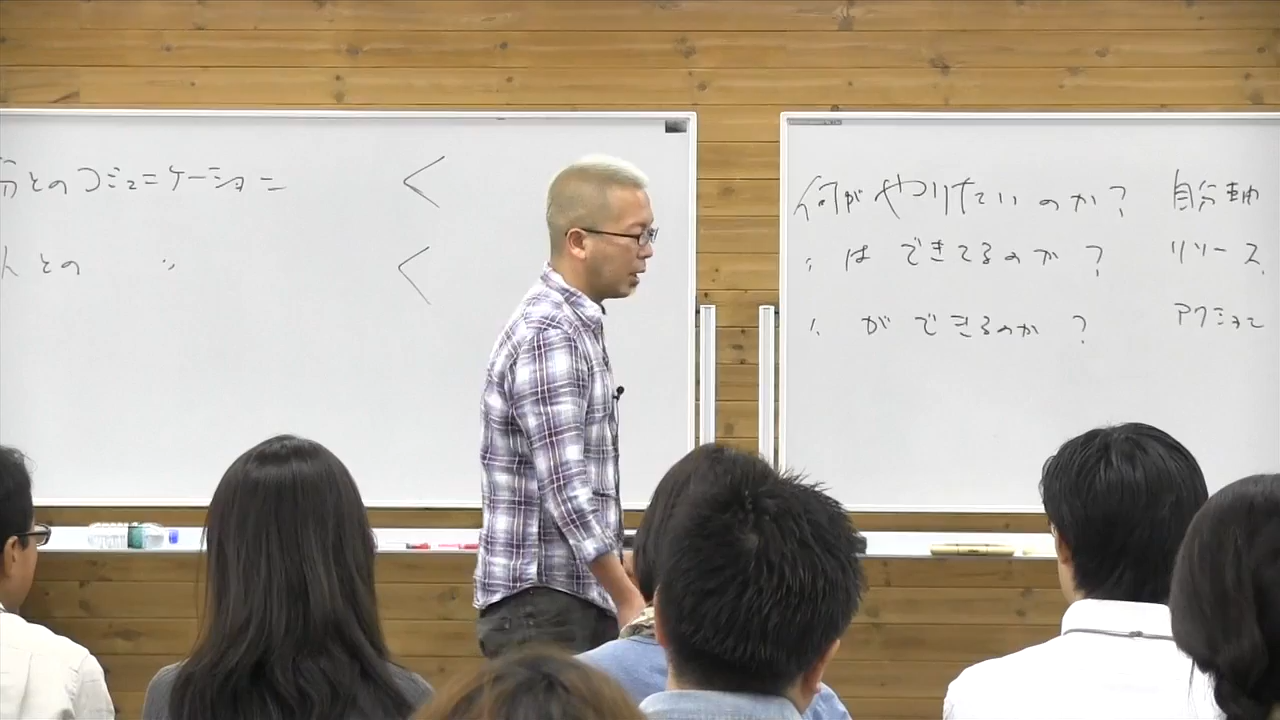 分とのコミュニケーション <
人との 〃 <
何がやりたいのか? 自分軸
〃 はできてるのか? リソース
〃 ができるのか? アクション